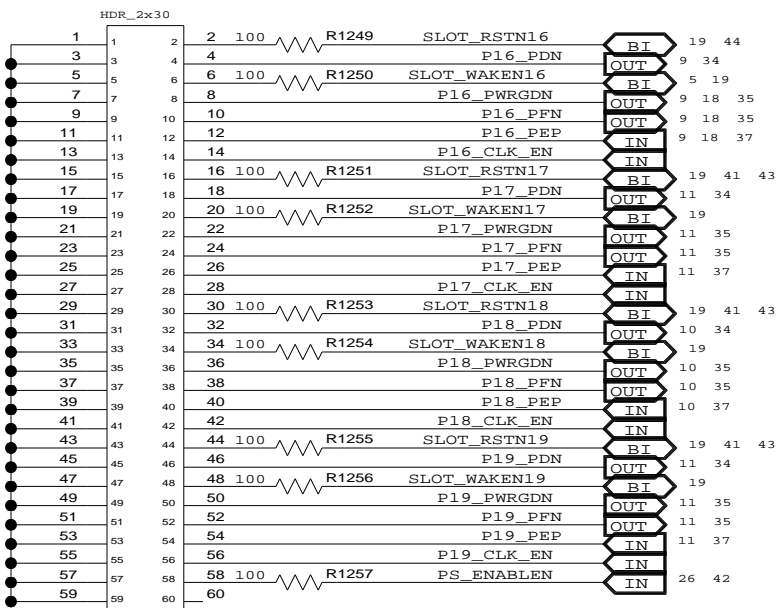 HDR_2x30
1 1 2 2 100 R1249 SLOT_RSTN16 BI 19 44
3 3 4 4 P16_PDN OUT 9 34
5 5 6 6 100 R1250 SLOT_WAKEN16 BI 5 19
7 7 8 8 P16_PWRGDN OUT 9 18 35
9 9 10 10 P16_PFN OUT 9 18 35
11 11 12 12 P16_PEP IN 9 18 37
13 13 14 14 P16_CLK_EN IN
15 15 16 16 100 R1251 SLOT_RSTN17 BI 19 41 43
17 17 18 18 P17_PDN OUT 11 34
19 19 20 20 100 R1252 SLOT_WAKEN17 BI 19
21 21 22 22 P17_PWRGDN OUT 11 35
23 23 24 24 P17_PFN OUT 11 35
25 25 26 26 P17_PEP IN 11 37
27 27 28 28 P17_CLK_EN IN
29 29 30 30 100 R1253 SLOT_RSTN18 BI 19 41 43
31 31 32 32 P18_PDN OUT 10 34
33 33 34 34 100 R1254 SLOT_WAKEN18 BI 19
35 35 36 36 P18_PWRGDN OUT 10 35
37 37 38 38 P18_PFN OUT 10 35
39 39 40 40 P18_PEP IN 10 37
41 41 42 42 P18_CLK_EN IN
43 43 44 44 100 R1255 SLOT_RSTN19 BI 19 41 43
45 45 46 46 P19_PDN OUT 11 34
47 47 48 48 100 R1256 SLOT_WAKEN19 BI 19
49 49 50 50 P19_PWRGDN OUT 11 35
51 51 52 52 P19_PFN OUT 11 35
53 53 54 54 P19_PEP IN 11 37
55 55 56 56 P19_CLK_EN IN
57 57 58 58 100 R1257 PS_ENABLEN IN 26 42
59 59 60 60